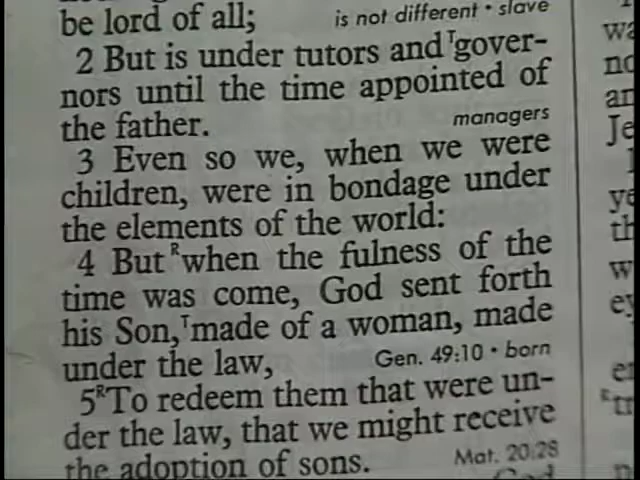 be lord of all; is not different • slave
2 But is under tutors and ᵀgover-
nors until the time appointed of
the father. managers
3 Even so we, when we were
children, were in bondage under
the elements of the world:
4 But ᴿwhen the fulness of the
time was come, God sent forth
his Son,ᵀmade of a woman, made
under the law, Gen. 49:10 • born
5ᴿTo redeem them that were un-
der the law, that we might receive
the adoption of sons. Mat. 20:28